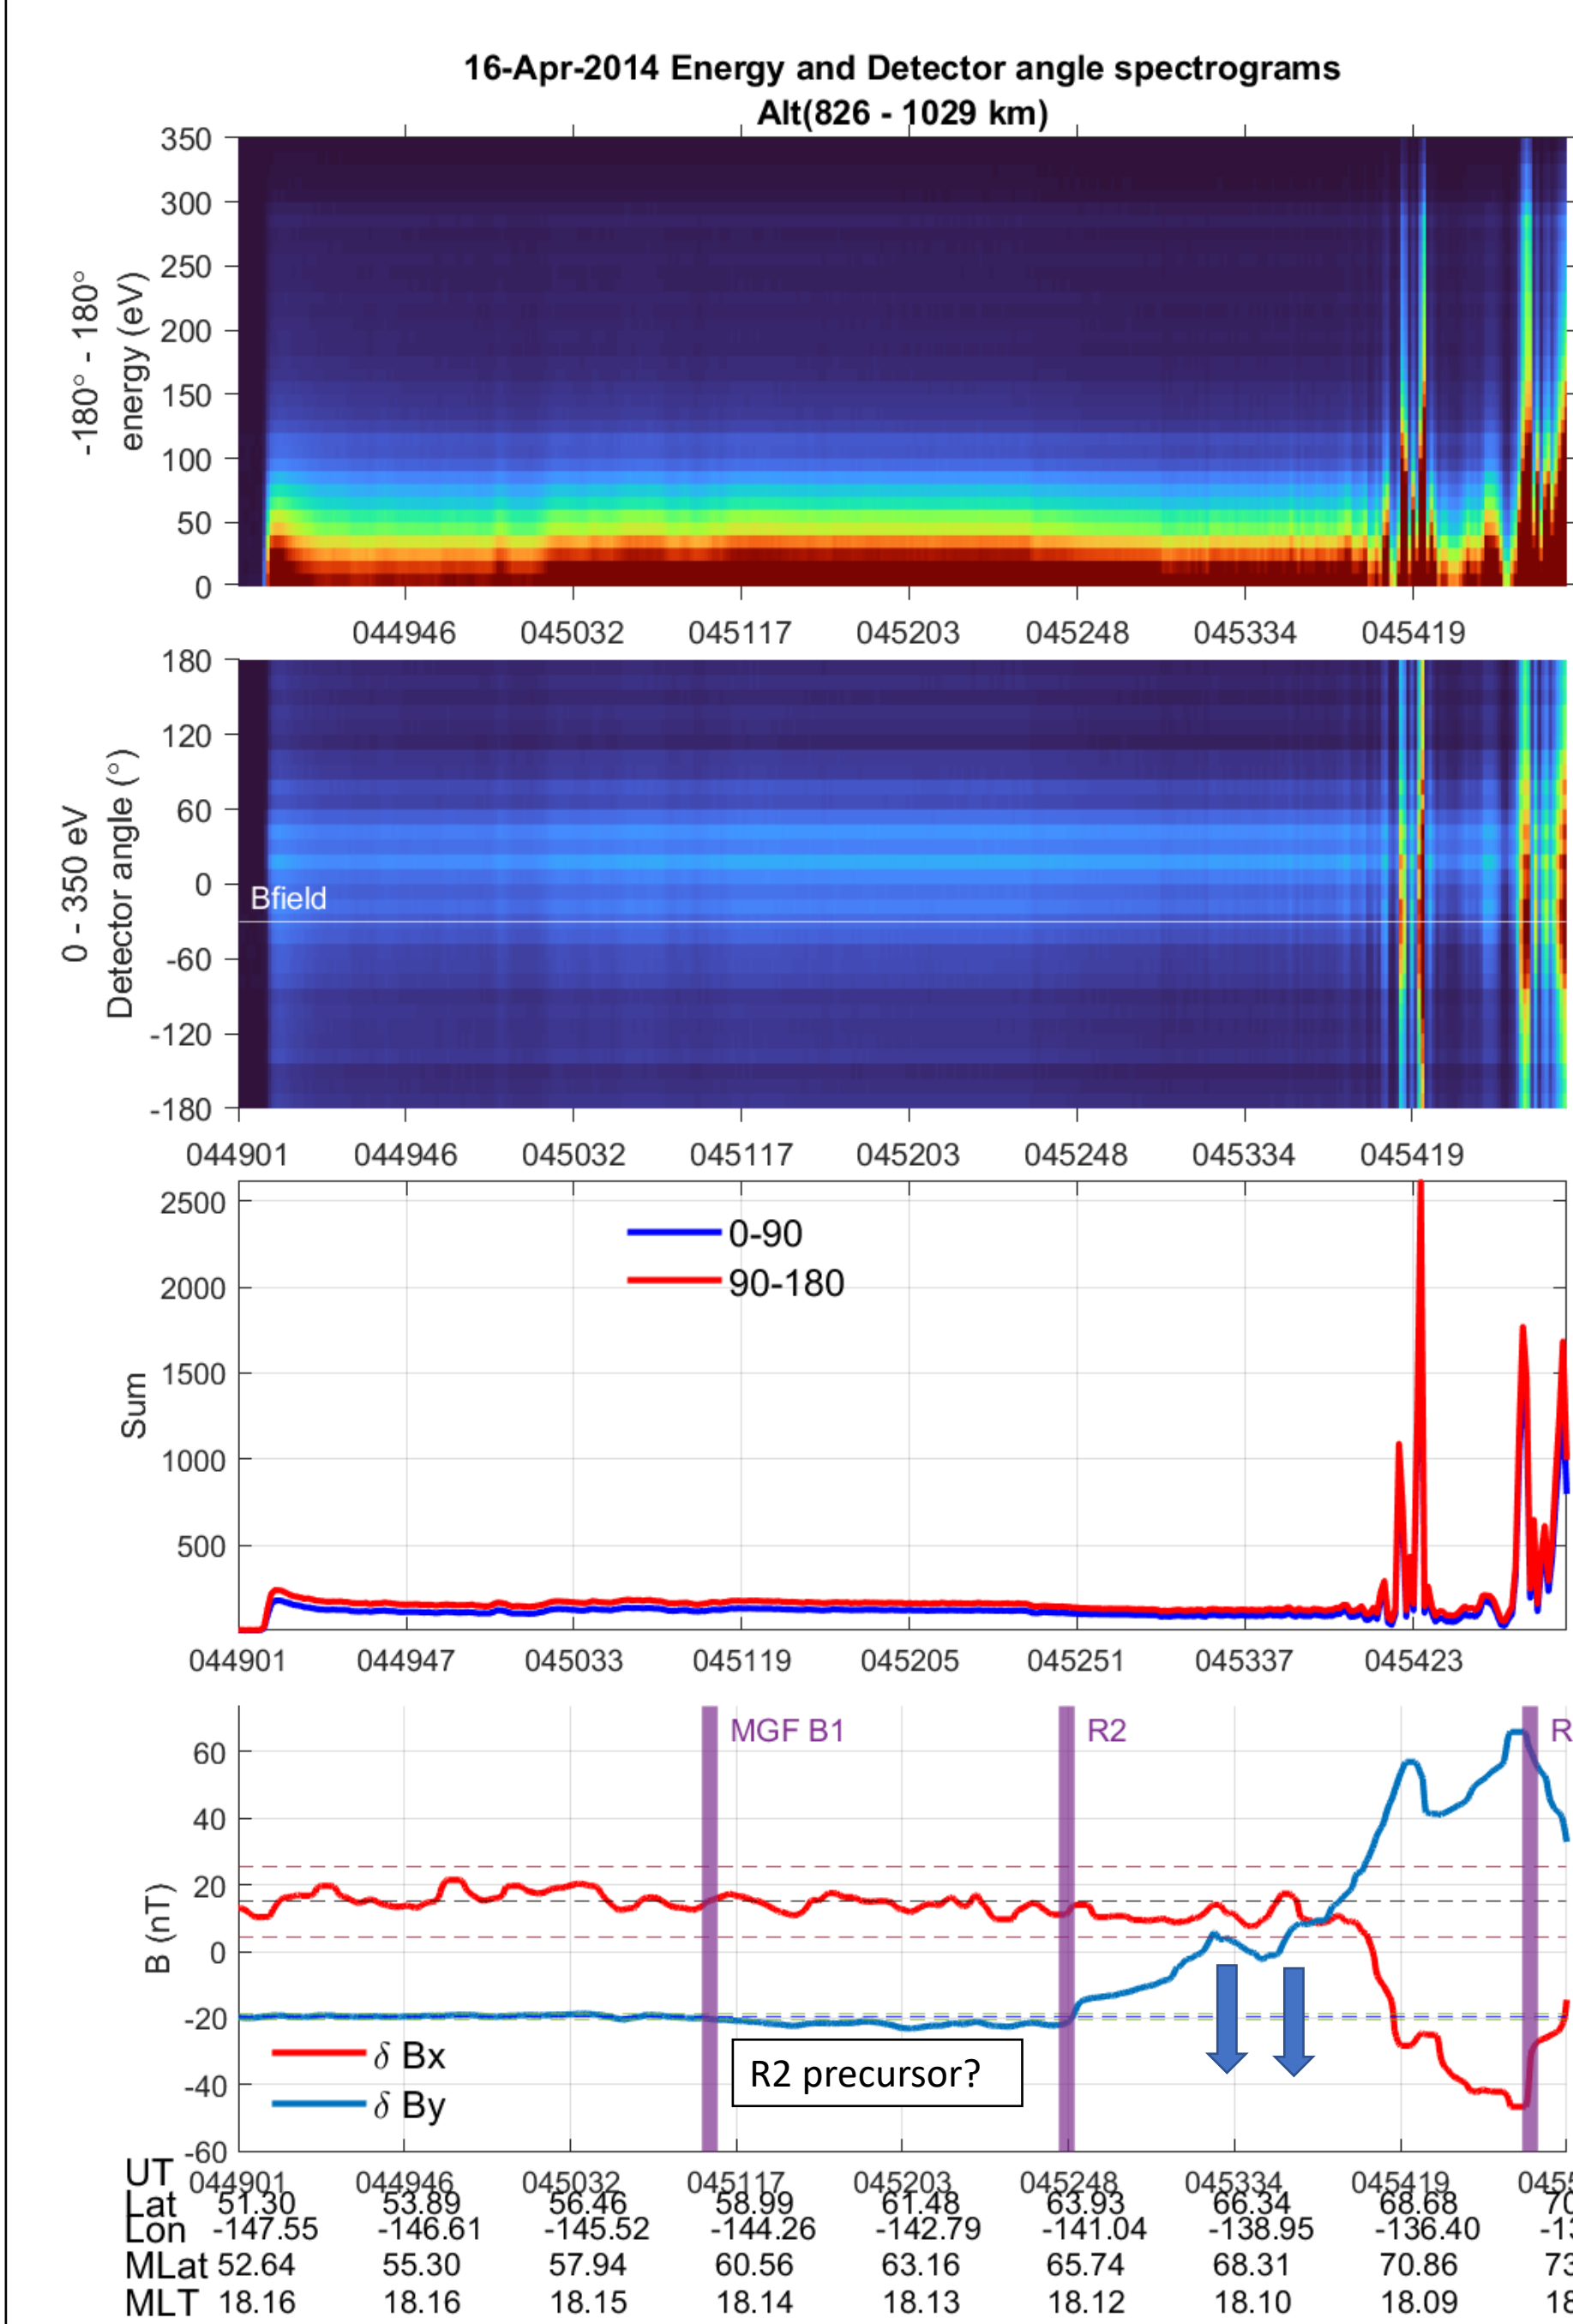 16-Apr-2014 Energy and Detector angle spectrograms
Alt(826 - 1029 km)
-180° - 180°
energy (eV)
350
300
250
200
150
100
50
0
044946 045032 045117 045203 045248 045334 045419
0 - 350 eV
Detector angle (°)
180
120
60
0
-60
-120
-180
Bfield
044901 044946 045032 045117 045203 045248 045334 045419
Sum
2500
2000
1500
1000
500
0-90
90-180
044901 044947 045033 045119 045205 045251 045337 045423
B (nT)
60
40
20
0
-20
-40
-60
MGF B1
R2
R
R2 precursor?
δ Bx
δ By
UT 044901 044946 045032 045117 045203 045248 045334 045419
Lat 51.30 53.89 56.46 58.99 61.48 63.93 66.34 68.68
Lon -147.55 -146.61 -145.52 -144.26 -142.79 -141.04 -138.95 -136.40
MLat 52.64 55.30 57.94 60.56 63.16 65.74 68.31 70.86
MLT 18.16 18.16 18.15 18.14 18.13 18.12 18.10 18.09